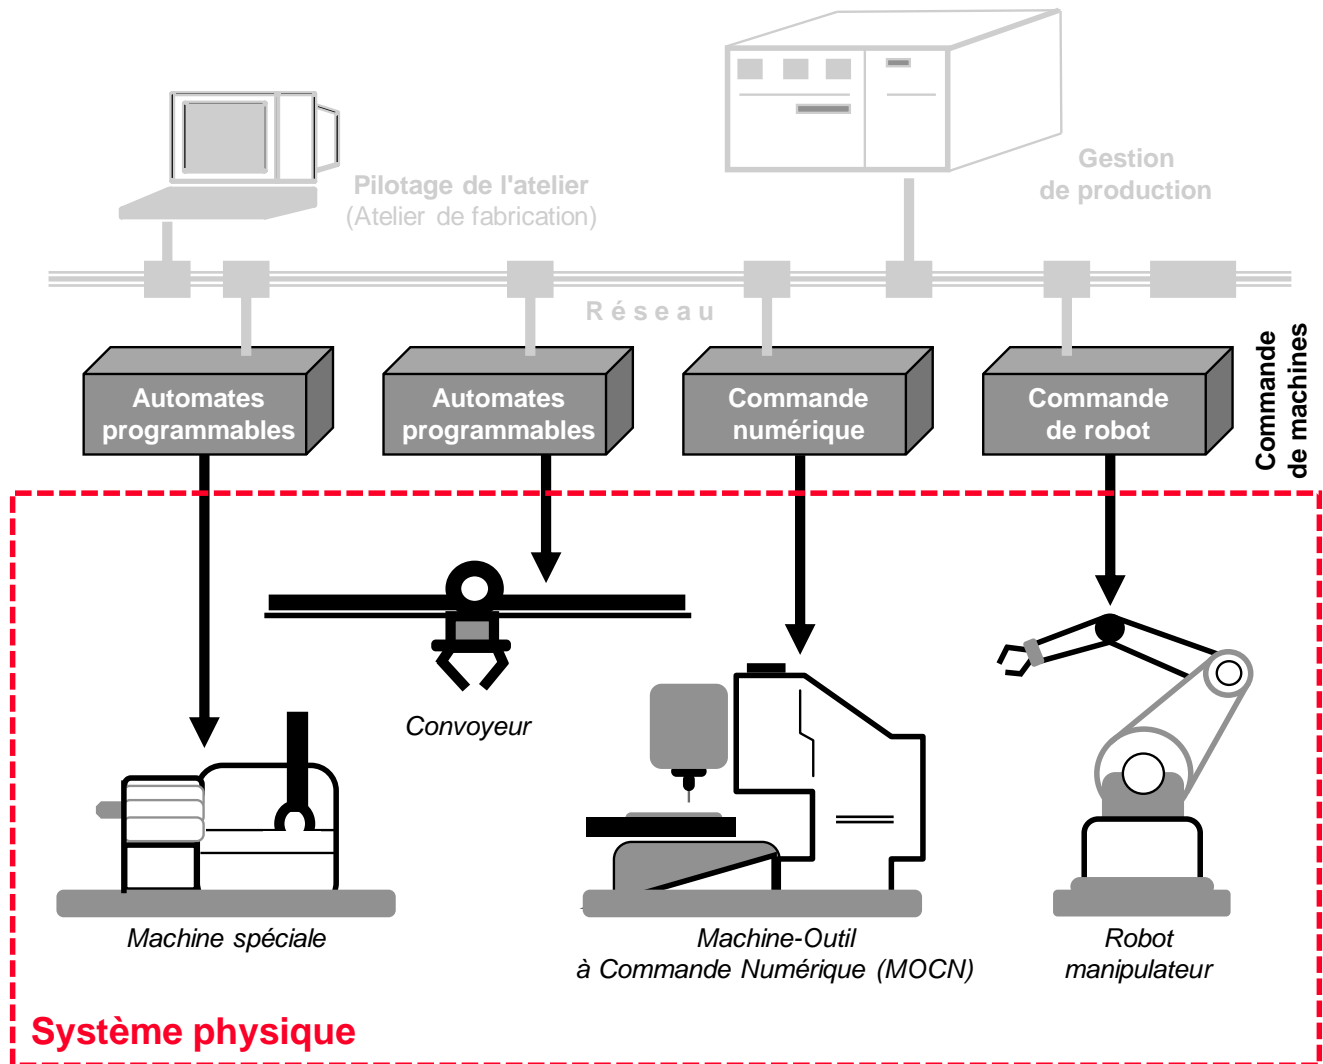 Gestion
de production
Pilotage de l'atelier
(Atelier de fabrication)
Réseau
Commande
de machines
Automates
programmables
Automates
programmables
Commande
numérique
Commande
de robot
Convoyeur
Machine spéciale
Machine-Outil
à Commande Numérique (MOCN)
Robot
manipulateur
Système physique